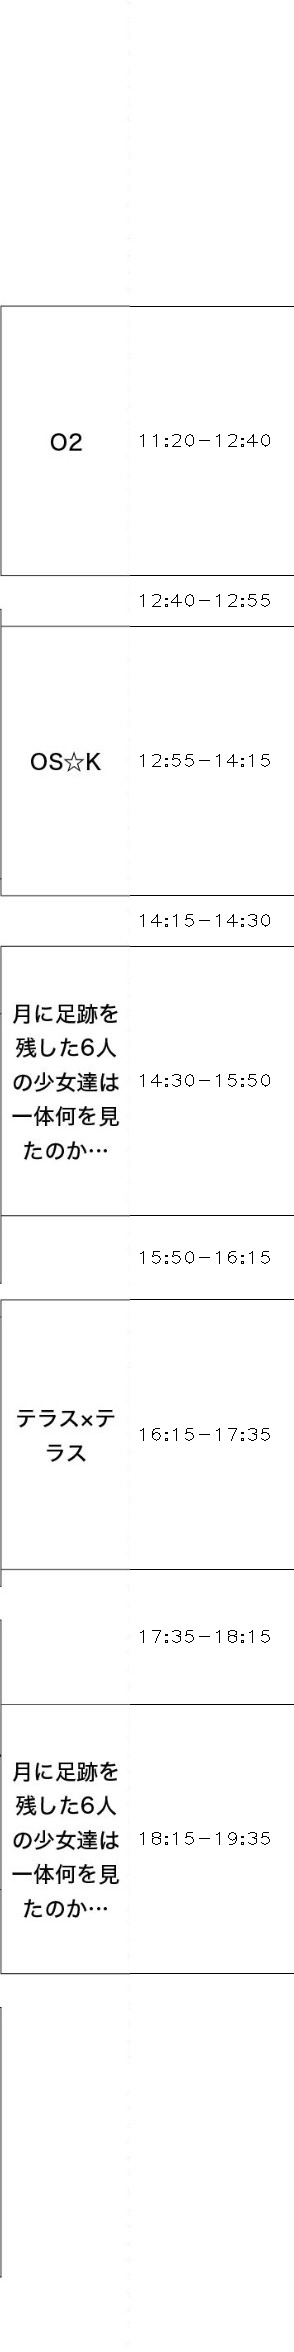 O2
11:20-12:40
12:40-12:55
OS☆K
12:55-14:15
14:15-14:30
月に足跡を
残した6人
の少女達は
一体何を見
たのか…
14:30-15:50
15:50-16:15
テラス×テ
ラス
16:15-17:35
17:35-18:15
月に足跡を
残した6人
の少女達は
一体何を見
たのか…
18:15-19:35